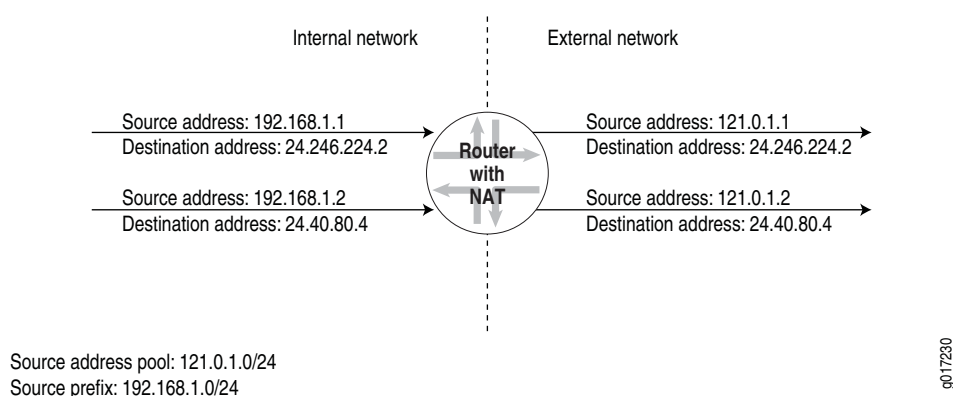 Internal network
External network
Source address: 192.168.1.1
Destination address: 24.246.224.2
Source address: 121.0.1.1
Destination address: 24.246.224.2
Router
with
NAT
Source address: 192.168.1.2
Destination address: 24.40.80.4
Source address: 121.0.1.2
Destination address: 24.40.80.4
Source address pool: 121.0.1.0/24
Source prefix: 192.168.1.0/24
g017230